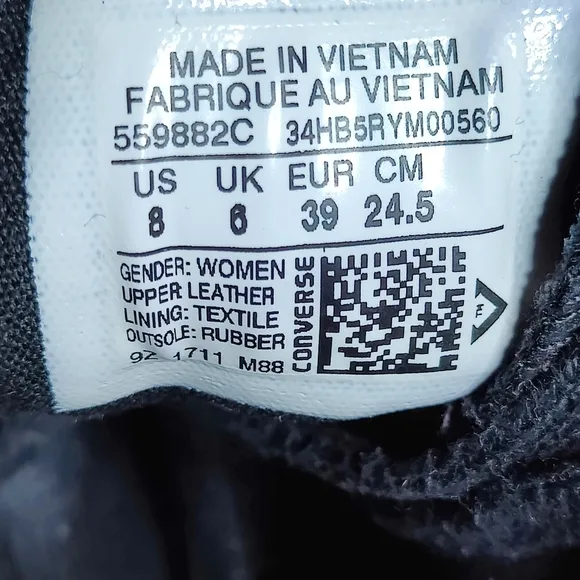 MADE IN VIETNAM
FABRIQUE AU VIETNAM
559882C 34HB5RYM00560
US UK EUR CM
8 6 39 24.5
GENDER: WOMEN
UPPER: LEATHER
LINING: TEXTILE
OUTSOLE: RUBBER
1711 M88
CONVERSE